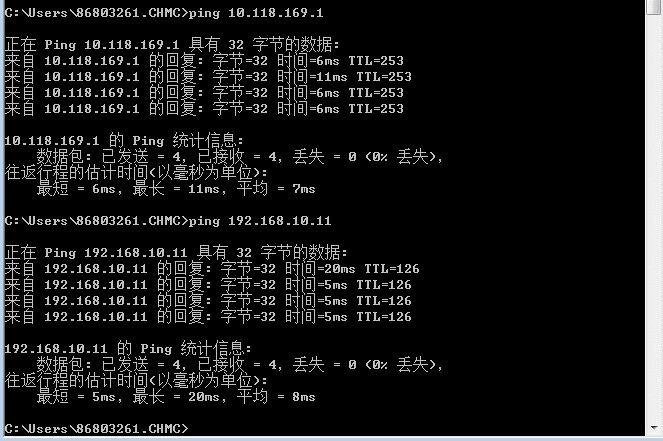 C:\Users\86803261.CHMC>ping 10.118.169.1
正在 Ping 10.118.169.1 具有 32 字节的数据:
来自 10.118.169.1 的回复: 字节=32 时间=6ms TTL=253
来自 10.118.169.1 的回复: 字节=32 时间=11ms TTL=253
来自 10.118.169.1 的回复: 字节=32 时间=6ms TTL=253
来自 10.118.169.1 的回复: 字节=32 时间=6ms TTL=253
10.118.169.1 的 Ping 统计信息:
数据包: 已发送 = 4, 已接收 = 4, 丢失 = 0 (0% 丢失),
往返行程的估计时间(以毫秒为单位):
最短 = 6ms, 最长 = 11ms, 平均 = 7ms
C:\Users\86803261.CHMC>ping 192.168.10.11
正在 Ping 192.168.10.11 具有 32 字节的数据:
来自 192.168.10.11 的回复: 字节=32 时间=20ms TTL=126
来自 192.168.10.11 的回复: 字节=32 时间=5ms TTL=126
来自 192.168.10.11 的回复: 字节=32 时间=5ms TTL=126
来自 192.168.10.11 的回复: 字节=32 时间=5ms TTL=126
192.168.10.11 的 Ping 统计信息:
数据包: 已发送 = 4, 已接收 = 4, 丢失 = 0 (0% 丢失),
往返行程的估计时间(以毫秒为单位):
最短 = 5ms, 最长 = 20ms, 平均 = 8ms
C:\Users\86803261.CHMC>